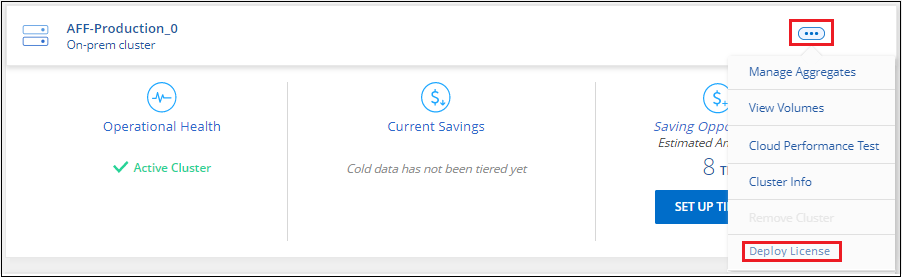 AFF-Production_0
On-prem cluster
Operational Health
Active Cluster
Current Savings
Cold data has not been tiered yet
Saving Oppo
Estimated An
8 TI
SET UP TI
Manage Aggregates
View Volumes
Cloud Performance Test
Cluster Info
Remove Cluster
Deploy License